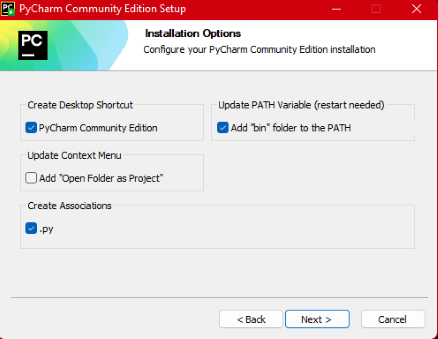 PyCharm Community Edition Setup
PC
Installation Options
Configure your PyCharm Community Edition installation
Create Desktop Shortcut
PyCharm Community Edition
Update PATH Variable (restart needed)
Add "bin" folder to the PATH
Update Context Menu
Add "Open Folder as Project"
Create Associations
.py
< Back
Next >
Cancel